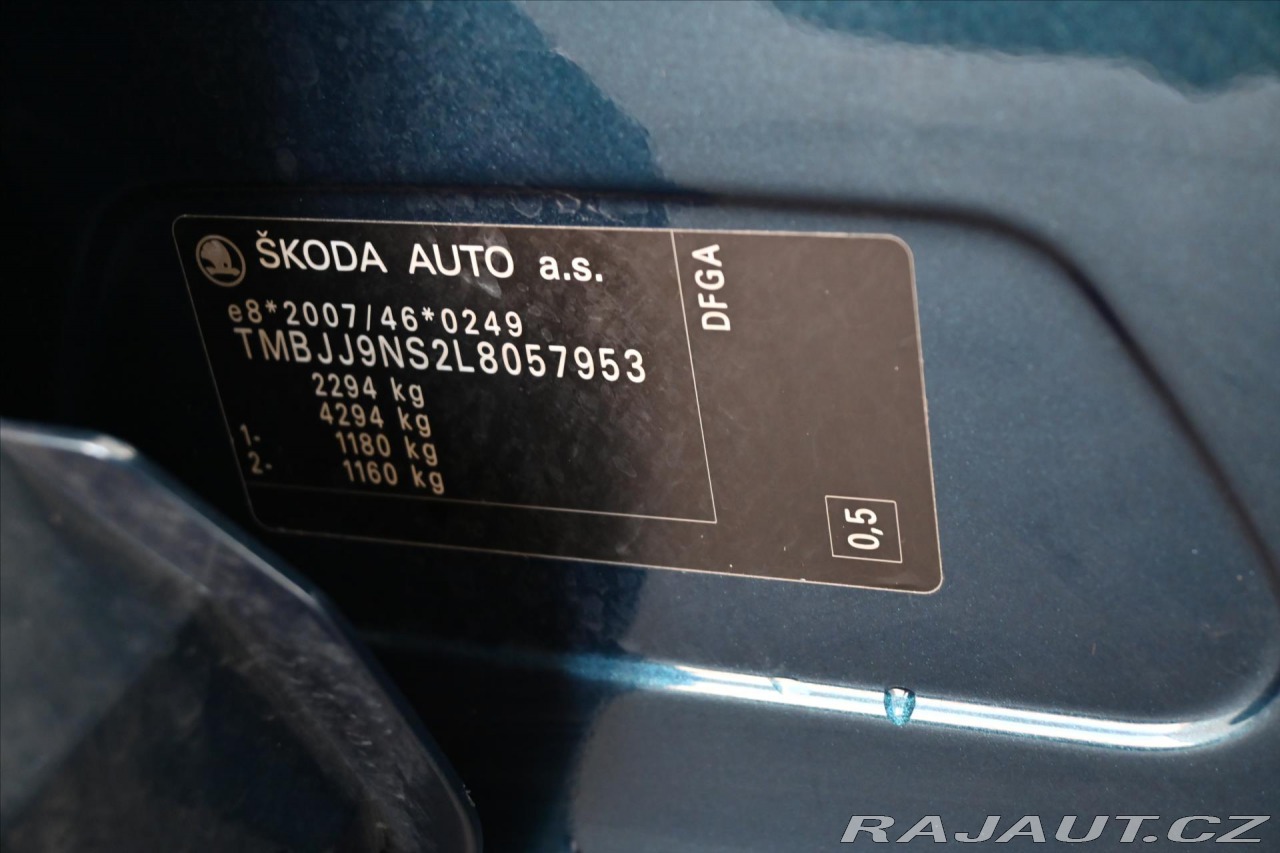 ŠKODA AUTO a.s.
e8*2007/46*0249
TMBJJ9NS2L8057953
2294 kg
4294 kg
1- 1180 kg
2- 1160 kg
DFGA
0,5
RAJAUT.CZ